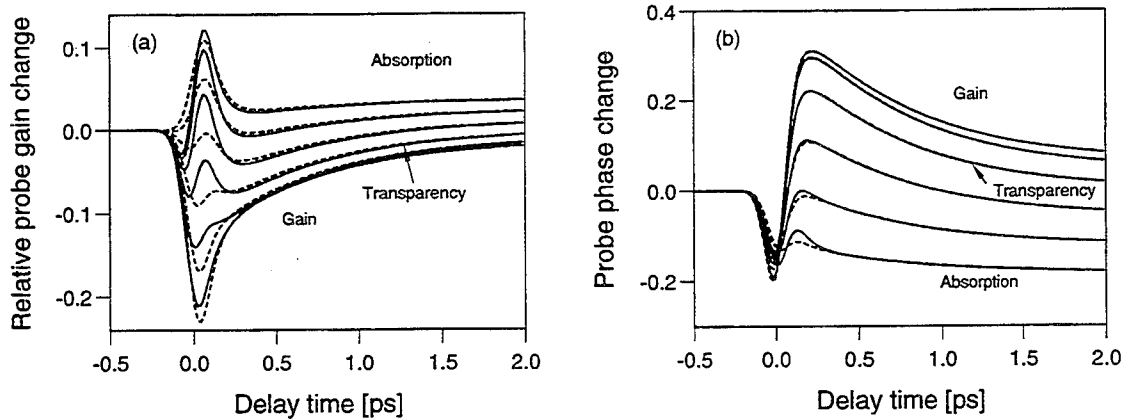 (a)
Absorption
Transparency
Gain
Relative probe gain change
0.1
0.0
-0.1
-0.2
-0.5
0.0
0.5
1.0
1.5
2.0
Delay time [ps]
(b)
Gain
Transparency
Absorption
Probe phase change
0.4
0.2
0.0
-0.2
-0.5
0.0
0.5
1.0
1.5
2.0
Delay time [ps]